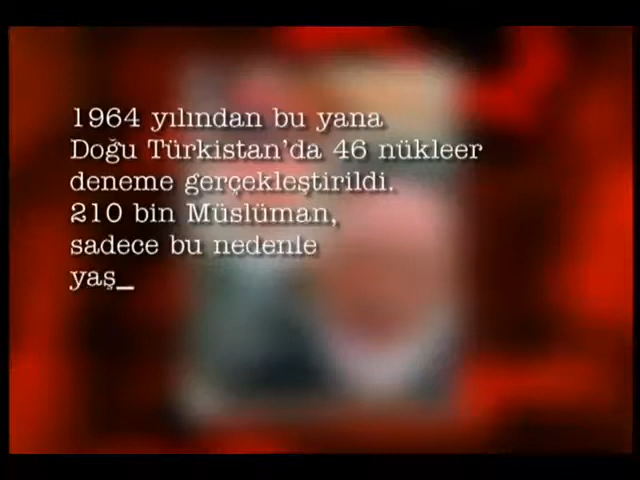 1964 yılından bu yana
Doğu Türkistan'da 46 nükleer
deneme gerçekleştirildi.
210 bin Müslüman,
sadece bu nedenle
yaş_